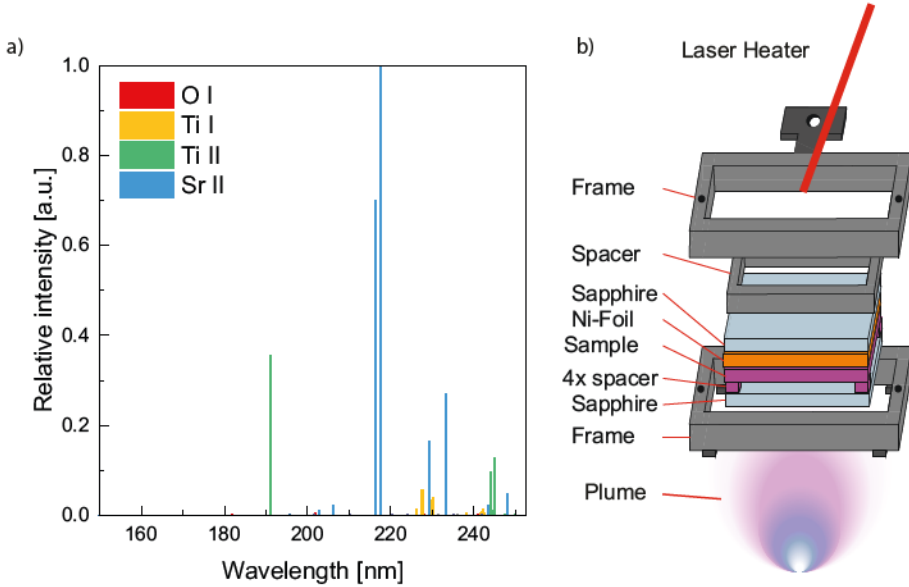 a)
Relative intensity [a.u.]
1.0
0.8
0.6
0.4
0.2
0.0
O I
Ti I
Ti II
Sr II
160 180 200 220 240
Wavelength [nm]
b)
Laser Heater
Frame
Spacer
Sapphire
Ni-Foil
Sample
4x spacer
Sapphire
Frame
Plume